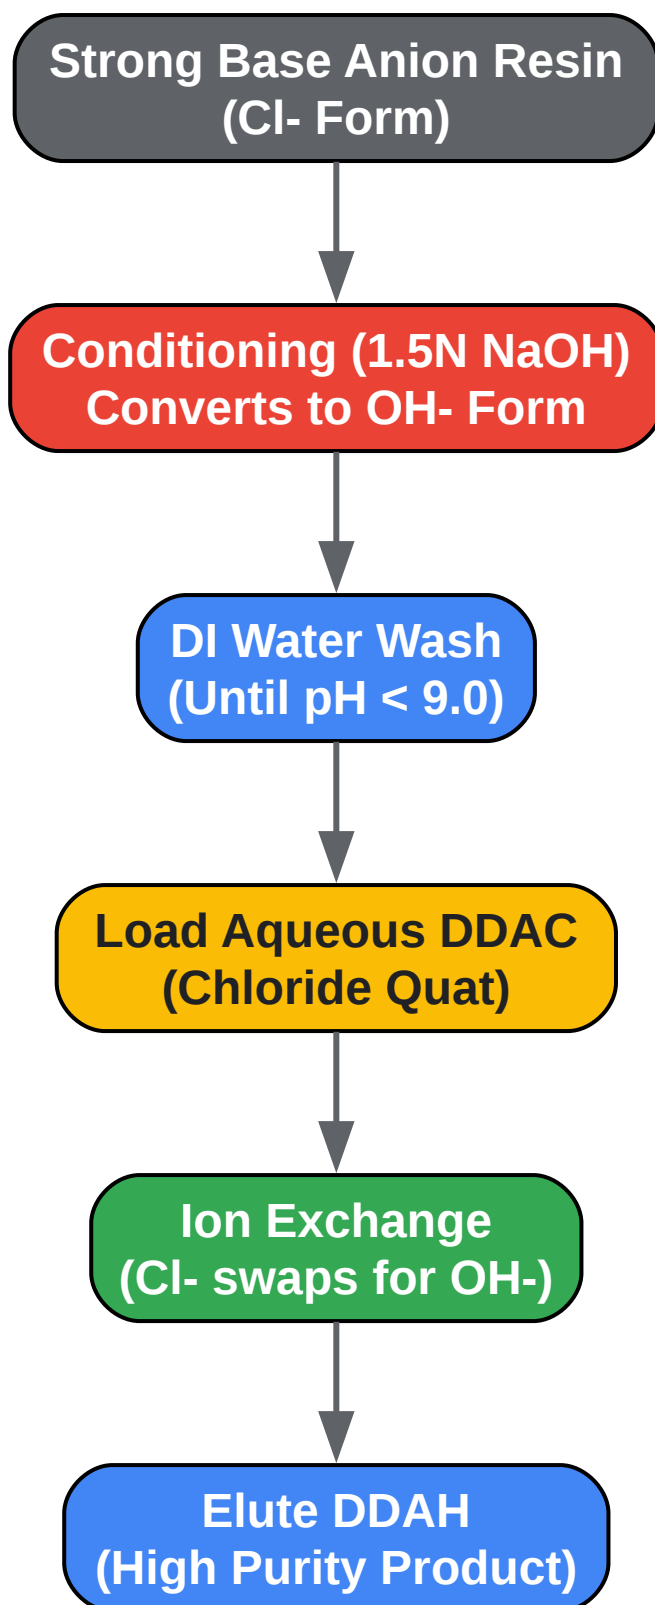 Strong Base Anion Resin
(Cl- Form)
Conditioning (1.5N NaOH)
Converts to OH- Form
DI Water Wash
(Until pH < 9.0)
Load Aqueous DDAC
(Chloride Quat)
Ion Exchange
(Cl- swaps for OH-)
Elute DDAH
(High Purity Product)